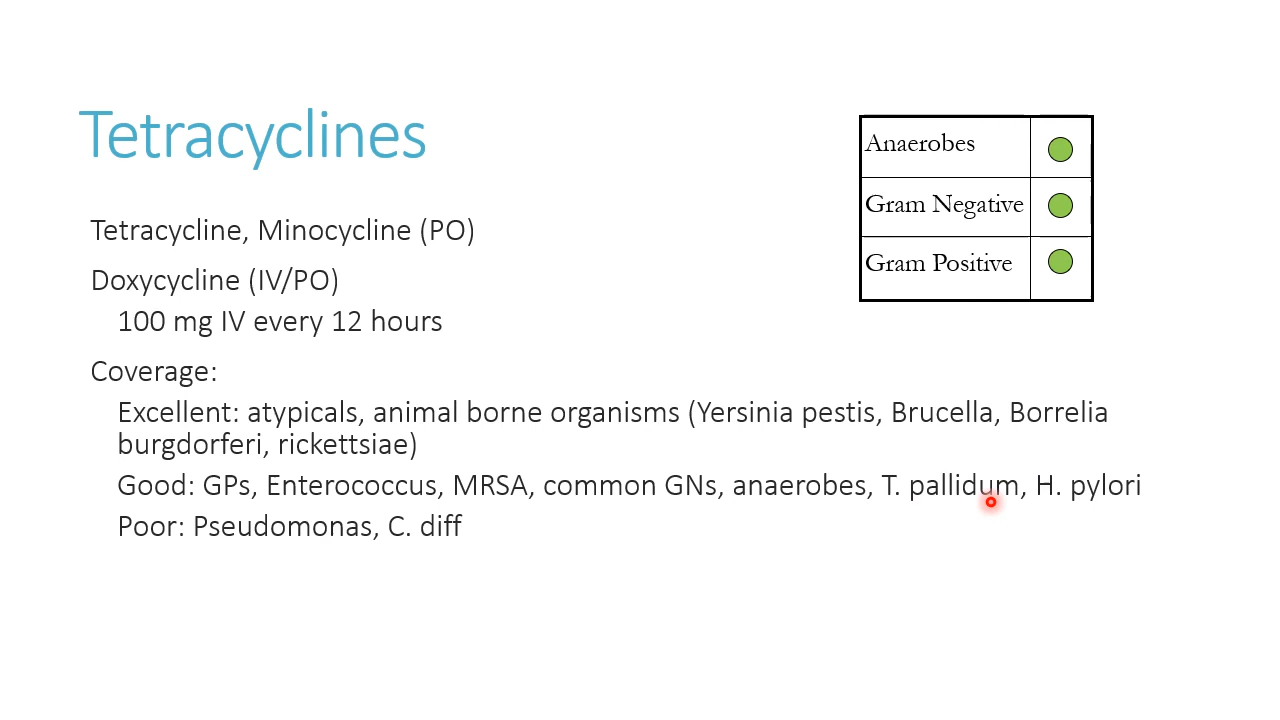 Tetracyclines
Anaerobes
Gram Negative
Gram Positive
Tetracycline, Minocycline (PO)
Doxycycline (IV/PO)
100 mg IV every 12 hours
Coverage:
Excellent: atypicals, animal borne organisms (Yersinia pestis, Brucella, Borrelia
burgdorferi, rickettsiae)
Good: GPs, Enterococcus, MRSA, common GNs, anaerobes, T. pallidum, H. pylori
Poor: Pseudomonas, C. diff